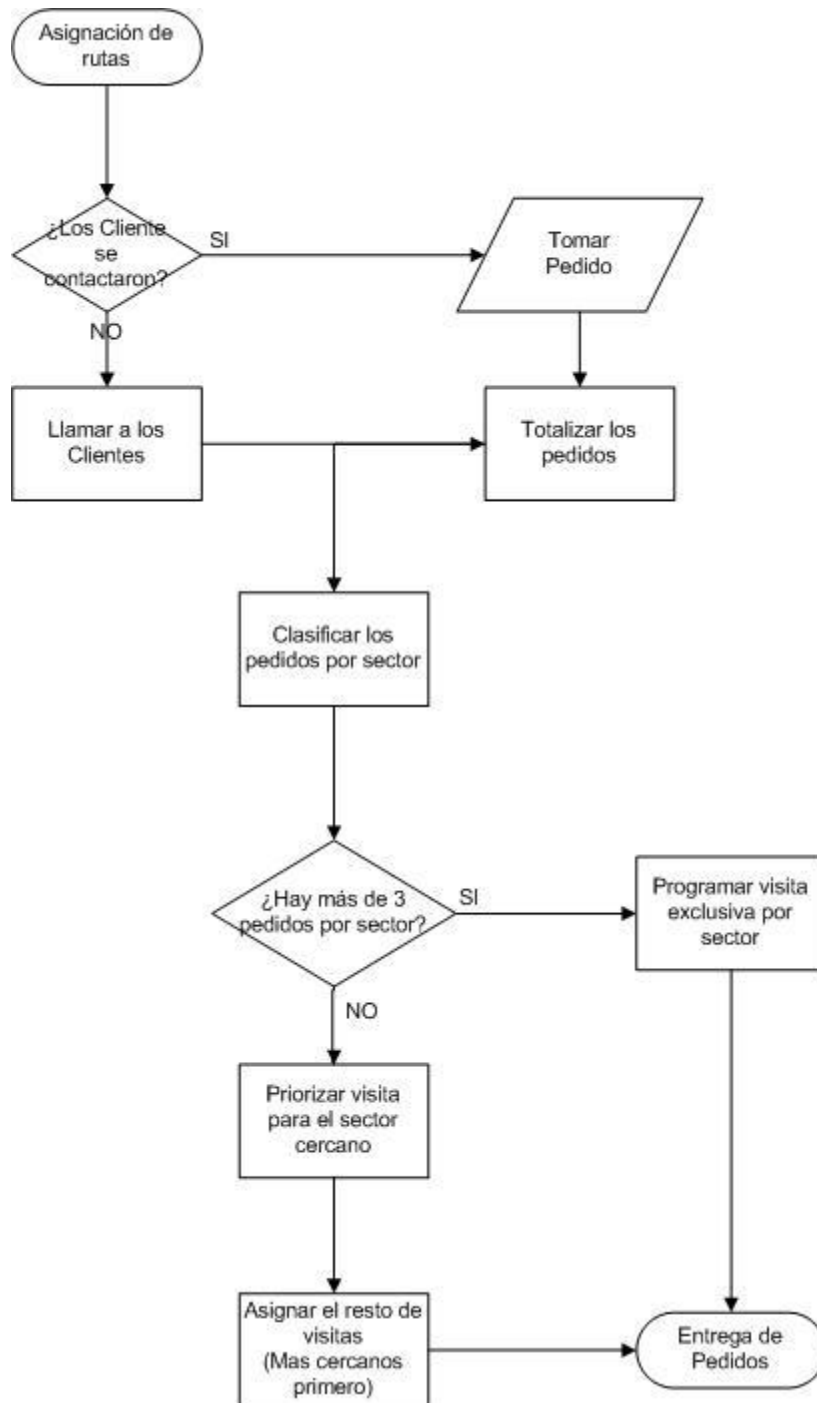 Asignación de
rutas
¿Los Cliente
se
contactaron?
SI
Tomar
Pedido
NO
Llamar a los
Clientes
Totalizar los
pedidos
Clasificar los
pedidos por sector
¿Hay más de 3
pedidos por sector?
SI
Programar visita
exclusiva por
sector
NO
Priorizar visita
para el sector
cercano
Asignar el resto de
visitas
(Mas cercanos
primero)
Entrega de
Pedidos